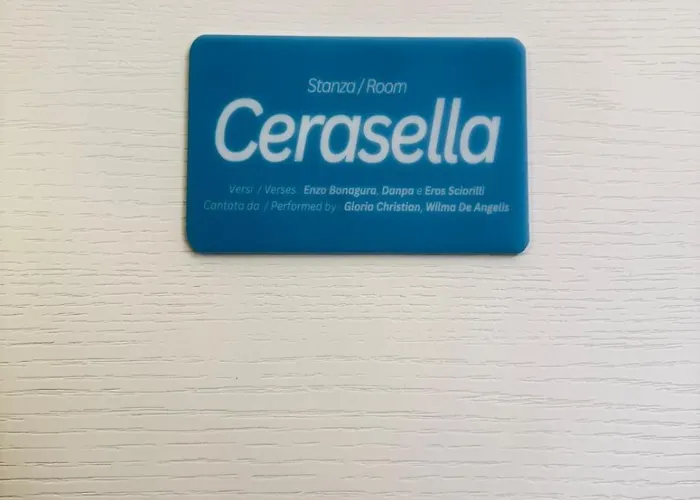 Stanza / Room
Cerasella
Versi / Verses Enzo Bonagura, Danpa e Eros Sciorilli
Cantata da / Performed by Gloria Christian, Wilma De Angelis